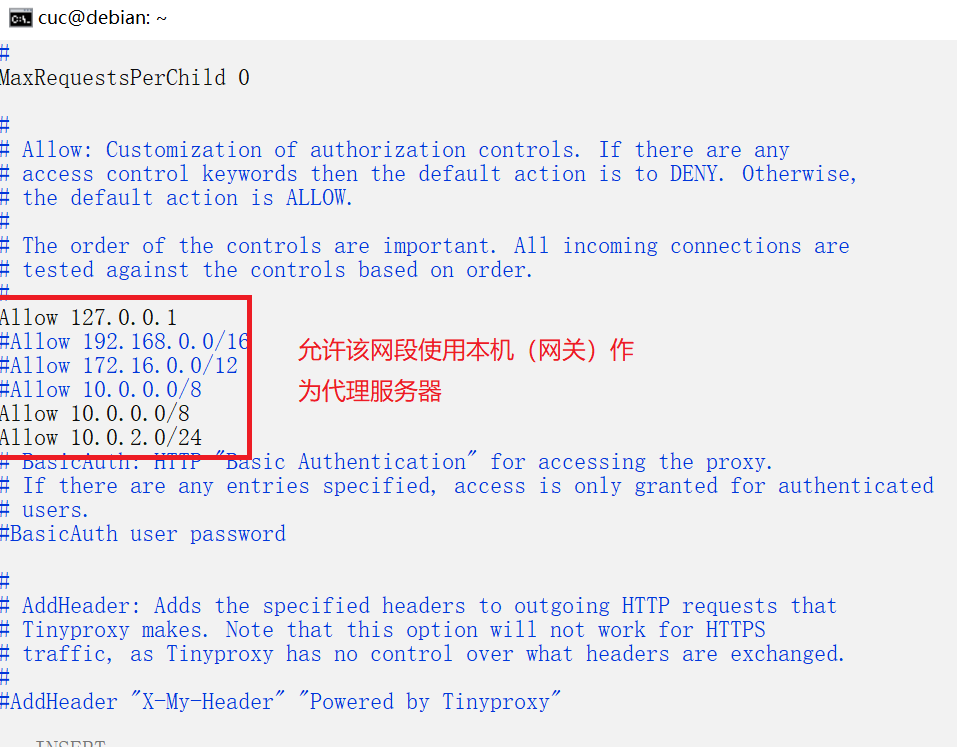 cuc@debian: ~
#
MaxRequestsPerChild 0
#
# Allow: Customization of authorization controls. If there are any
# access control keywords then the default action is to DENY. Otherwise,
# the default action is ALLOW.
#
# The order of the controls are important. All incoming connections are
# tested against the controls based on order.
#
Allow 127.0.0.1
#Allow 192.168.0.0/16
#Allow 172.16.0.0/12
#Allow 10.0.0.0/8
Allow 10.0.0.0/8
Allow 10.0.2.0/24
允许该网段使用本机（网关）作
为代理服务器
# BasicAuth: HTTP "Basic Authentication" for accessing the proxy.
# If there are any entries specified, access is only granted for authenticated
# users.
#BasicAuth user password
#
# AddHeader: Adds the specified headers to outgoing HTTP requests that
# Tinyproxy makes. Note that this option will not work for HTTPS
# traffic, as Tinyproxy has no control over what headers are exchanged.
#
#AddHeader "X-My-Header" "Powered by Tinyproxy"
INSERT